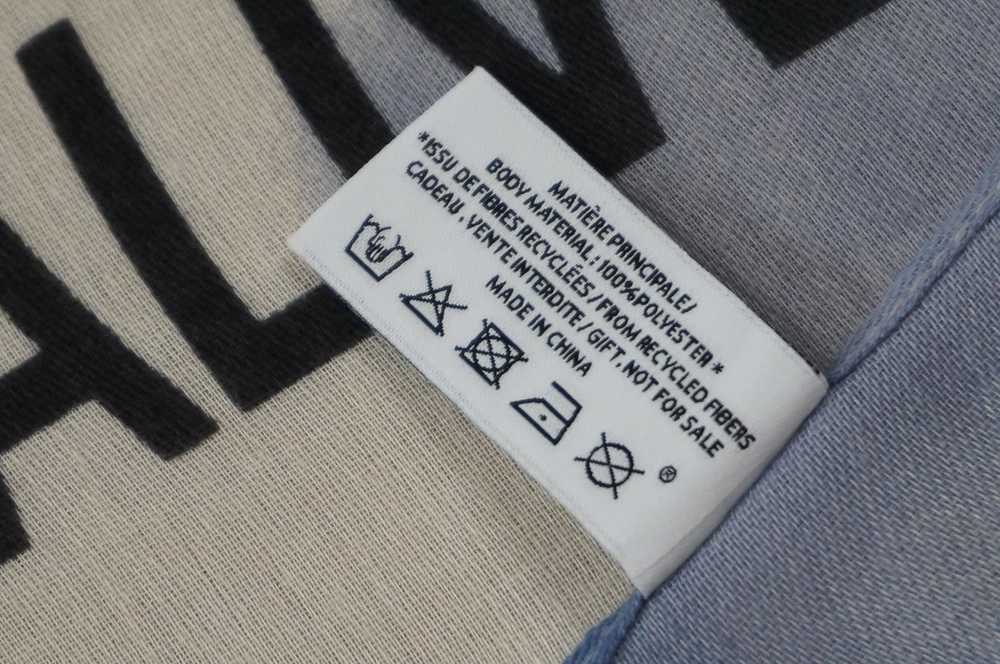 MATIÈRE PRINCIPALE/
BODY MATERIAL : 100%POLYESTER*
*ISSU DE FIBRES RECYCLÉES/FROM RECYCLED FIBERS
CADEAU , VENTE INTERDITE/GIFT, NOT FOR SALE
MADE IN CHINA
®